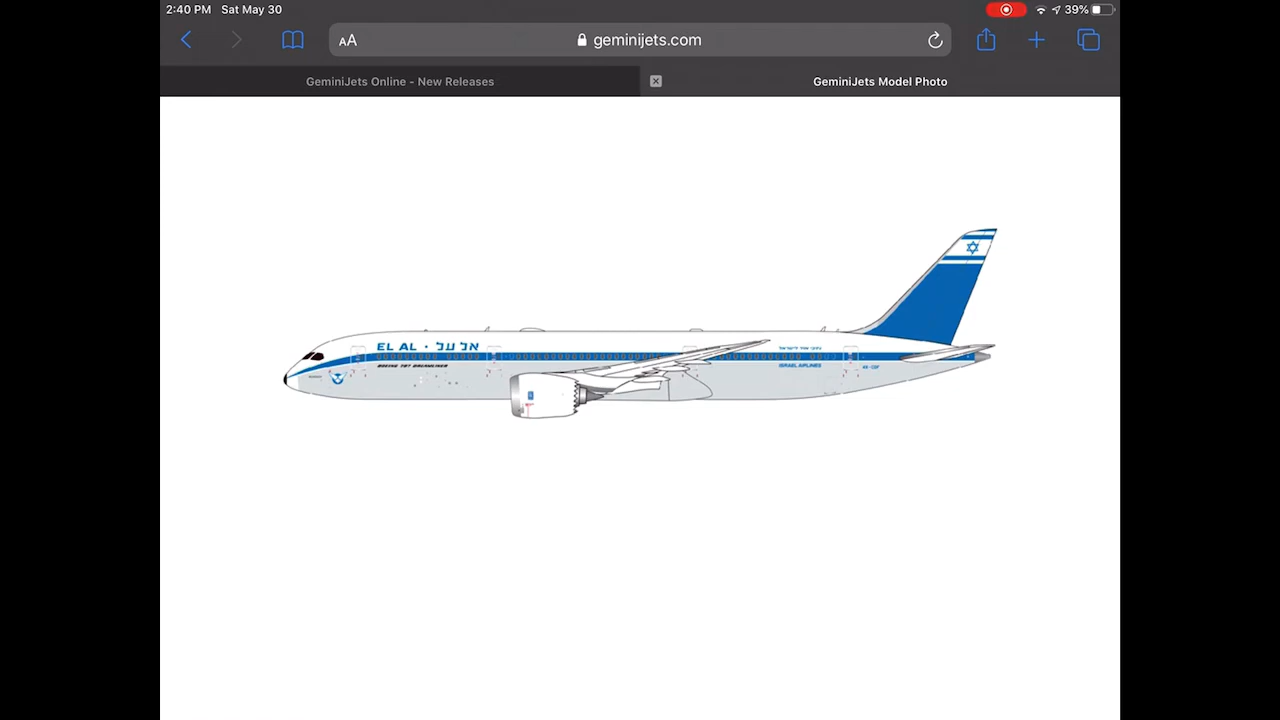 2:40 PM Sat May 30
39%
AA
geminijets.com
GeminiJets Online - New Releases
GeminiJets Model Photo
EL AL · אל על
BOEING 787 DREAMLINER
ISRAEL AIRLINES